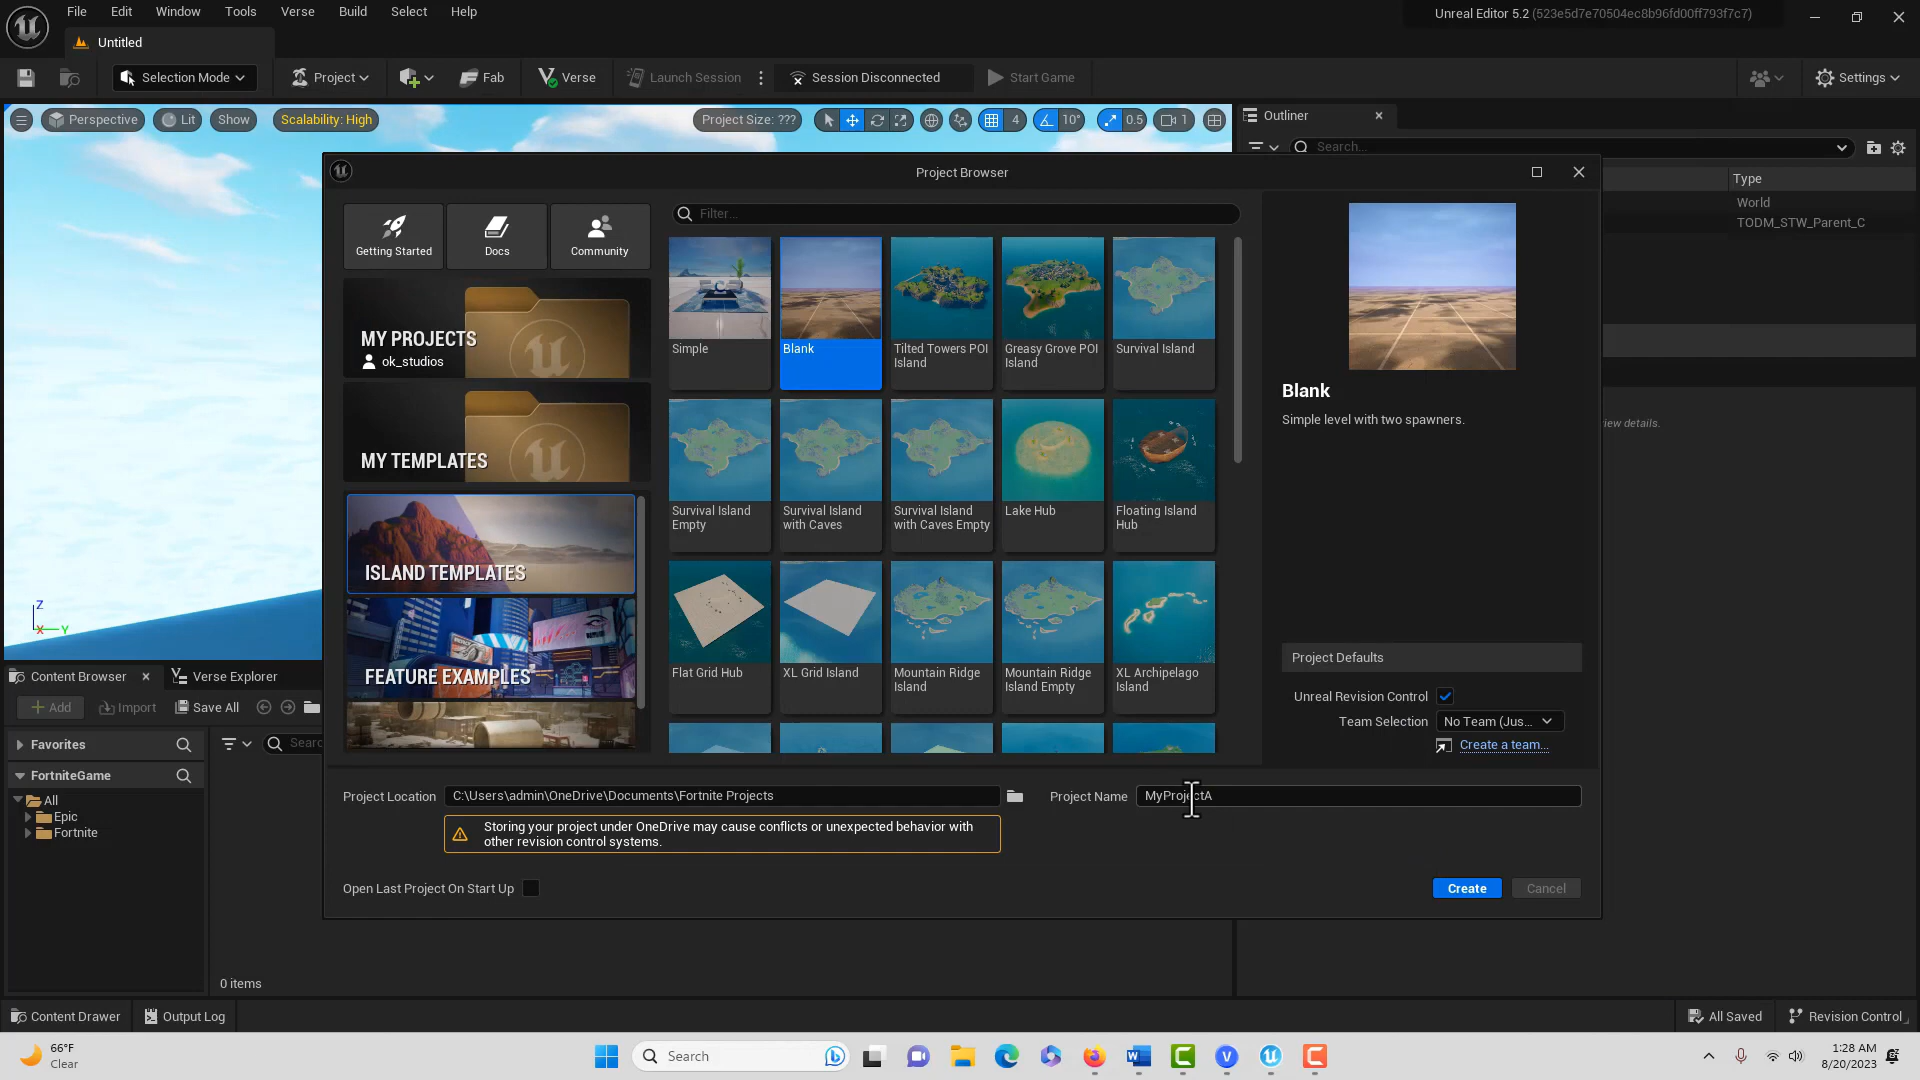 File Edit Window Tools Verse Build Select Help
Unreal Editor 5.2 (523e5d7e70504ec8b96fd00ff793f7c7)
Untitled
Selection Mode
Project
Fab
Verse
Launch Session
Session Disconnected
Start Game
Settings
Perspective
Lit
Show
Scalability: High
Project Size: ???
4
10°
0.5
1
Outliner
Search...
Type
World
TODM_STW_Parent_C
iew details.
Project Browser
Getting Started
Docs
Community
MY PROJECTS
ok_studios
MY TEMPLATES
ISLAND TEMPLATES
FEATURE EXAMPLES
Filter...
Simple
Blank
Tilted Towers POI
Island
Greasy Grove POI
Island
Survival Island
Survival Island
Empty
Survival Island
with Caves
Survival Island
with Caves Empty
Lake Hub
Floating Island
Hub
Flat Grid Hub
XL Grid Island
Mountain Ridge
Island
Mountain Ridge
Island Empty
XL Archipelago
Island
Blank
Simple level with two spawners.
Project Defaults
Unreal Revision Control
Team Selection
No Team (Jus...
Create a team...
Project Location
C:\Users\admin\OneDrive\Documents\Fortnite Projects
Project Name
MyProjectA
Storing your project under OneDrive may cause conflicts or unexpected behavior with
other revision control systems.
Open Last Project On Start Up
Create
Cancel
Z
X
Y
Content Browser
Verse Explorer
Add
Import
Save All
Favorites
Searc
FortniteGame
All
Epic
Fortnite
0 items
Content Drawer
Output Log
All Saved
Revision Control
66°F
Clear
Search
1:28 AM
8/20/2023